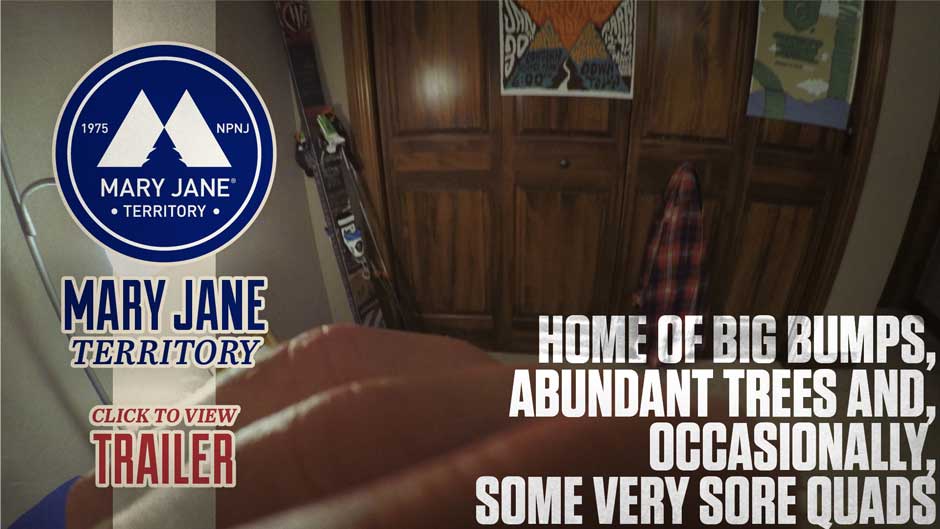 1975
NPNJ
MARY JANE®
• TERRITORY •
MARY JANE
TERRITORY
CLICK TO VIEW
TRAILER
HOME OF BIG BUMPS,
ABUNDANT TREES AND,
OCCASIONALLY,
SOME VERY SORE QUADS